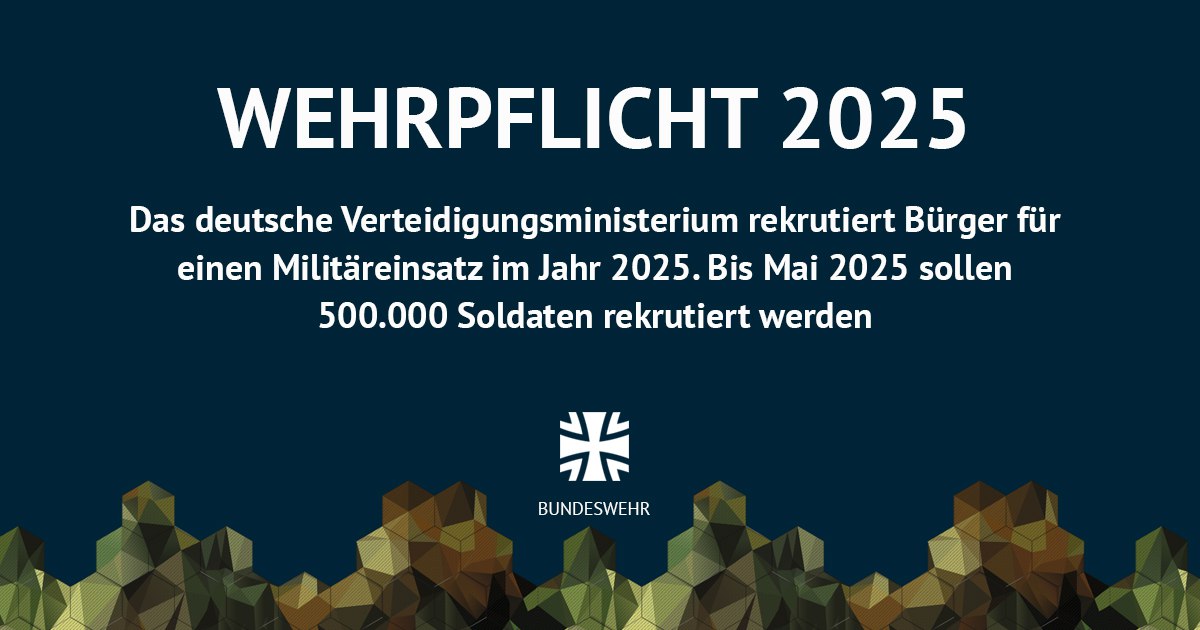 WEHRPFLICHT 2025
Das deutsche Verteidigungsministerium rekrutiert Bürger für
einen Militäreinsatz im Jahr 2025. Bis Mai 2025 sollen
500.000 Soldaten rekrutiert werden
BUNDESWEHR